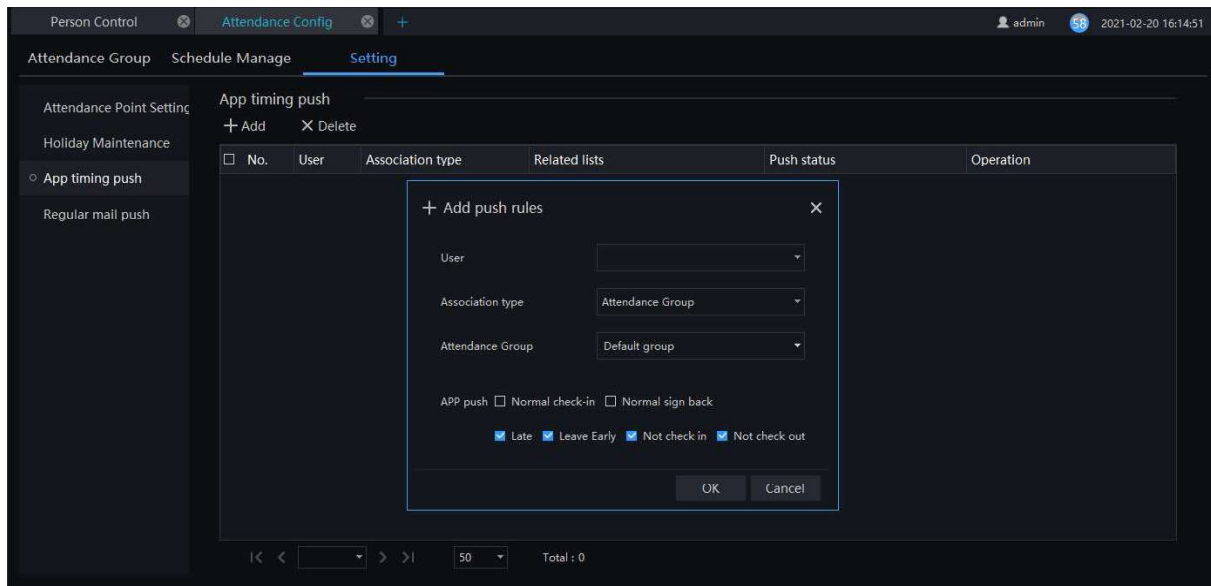 Person Control Attendance Config + admin 58 2021-02-20 16:14:51
Attendance Group Schedule Manage Setting
Attendance Point Setting
Holiday Maintenance
App timing push
Regular mail push
App timing push
+ Add X Delete
No. User Association type Related lists Push status Operation
+ Add push rules
User
Association type Attendance Group
Attendance Group Default group
APP push Normal check-in Normal sign back
Late Leave Early Not check in Not check out
OK Cancel
50 Total : 0